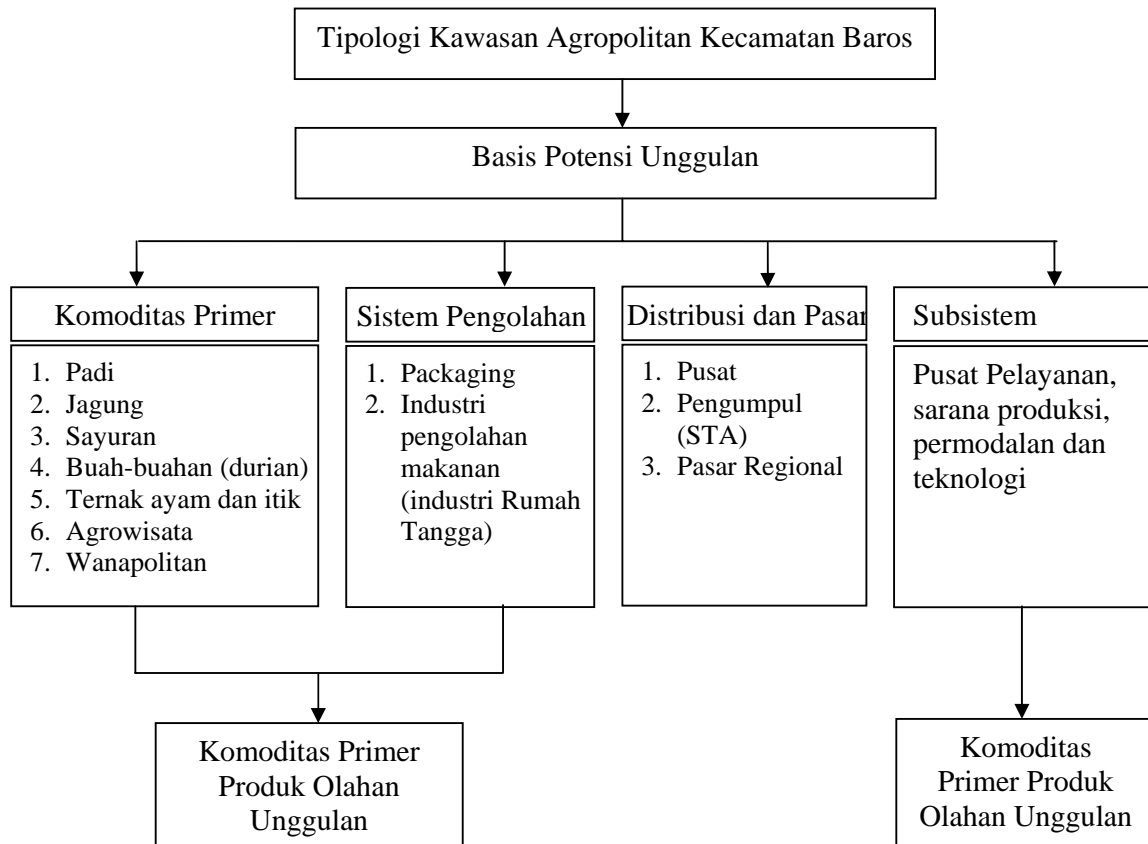 Tipologi Kawasan Agropolitan Kecamatan Baros
Basis Potensi Unggulan
Komoditas Primer
1. Padi
2. Jagung
3. Sayuran
4. Buah-buahan (durian)
5. Ternak ayam dan itik
6. Agrowisata
7. Wanapolitan
Sistem Pengolahan
1. Packaging
2. Industri
pengolahan
makanan
(industri Rumah
Tangga)
Distribusi dan Pasar
1. Pusat
2. Pengumpul
(STA)
3. Pasar Regional
Subsistem
Pusat Pelayanan,
sarana produksi,
permodalan dan
teknologi
Komoditas Primer
Produk Olahan
Unggulan
Komoditas
Primer Produk
Olahan Unggulan